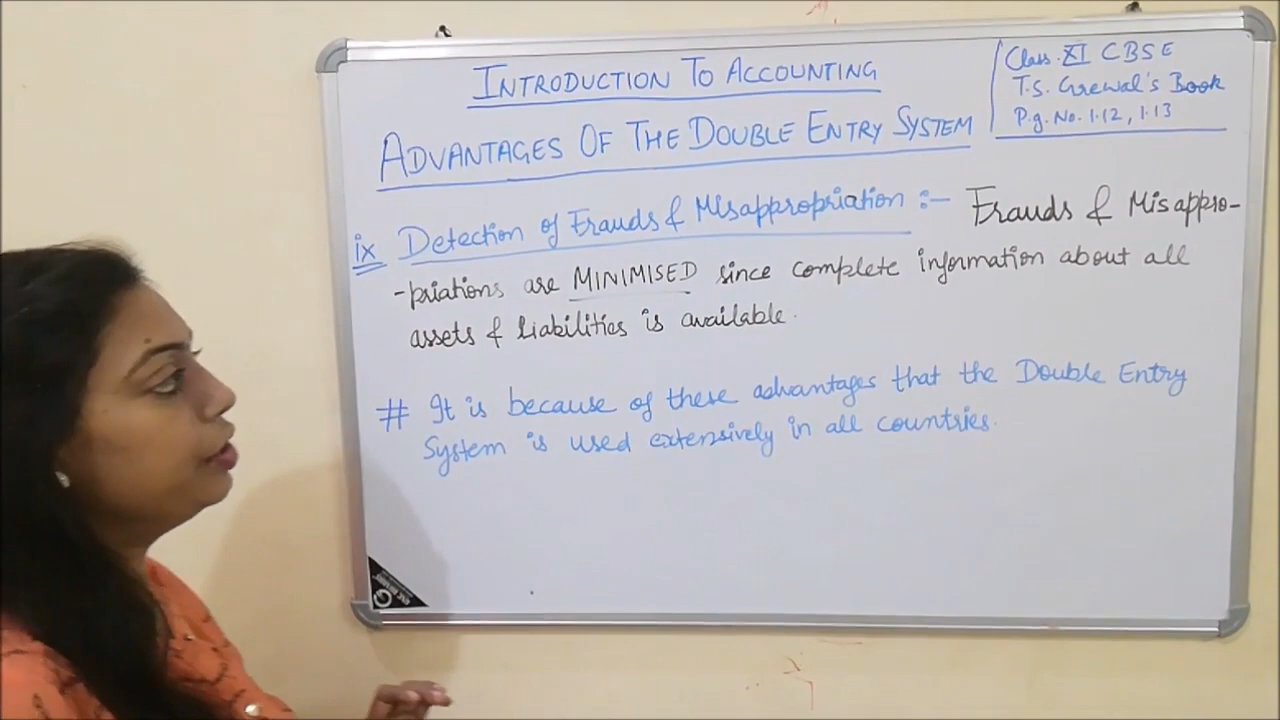 INTRODUCTION TO ACCOUNTING
Class. XI CBSE
T.S. Grewal's Book
P.g. No. 1.12, 1.13
ADVANTAGES OF THE DOUBLE ENTRY SYSTEM
ix Detection of Frauds & Misappropriation :- Frauds & Misappro-
-priations are MINIMISED since complete information about all
assets & liabilities is available.
# It is because of these advantages that the Double Entry
System is used extensively in all countries.